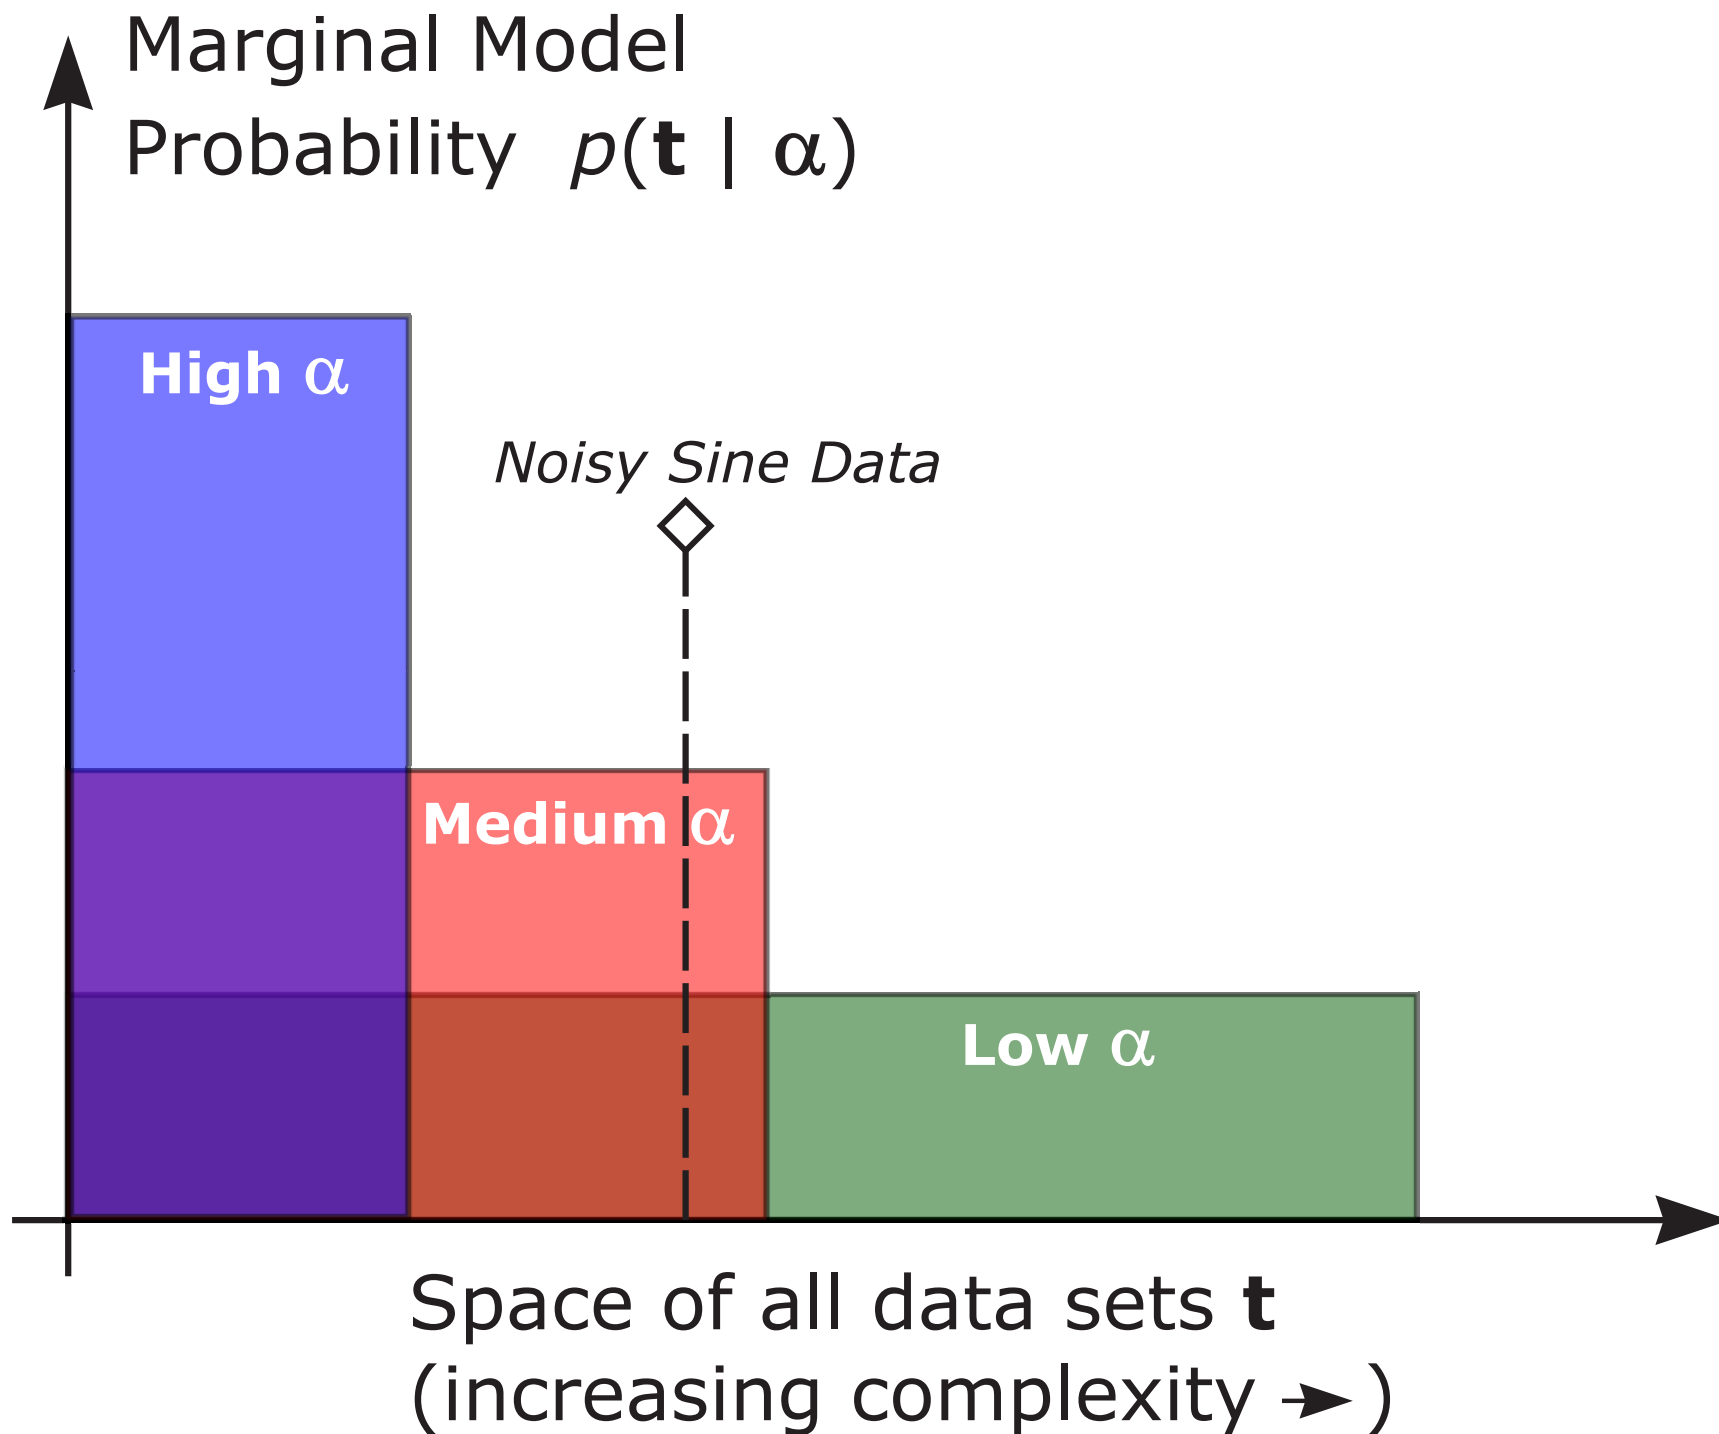 Marginal Model
Probability p(t | α)
High α
Noisy Sine Data
Medium α
Low α
Space of all data sets t
(increasing complexity → )